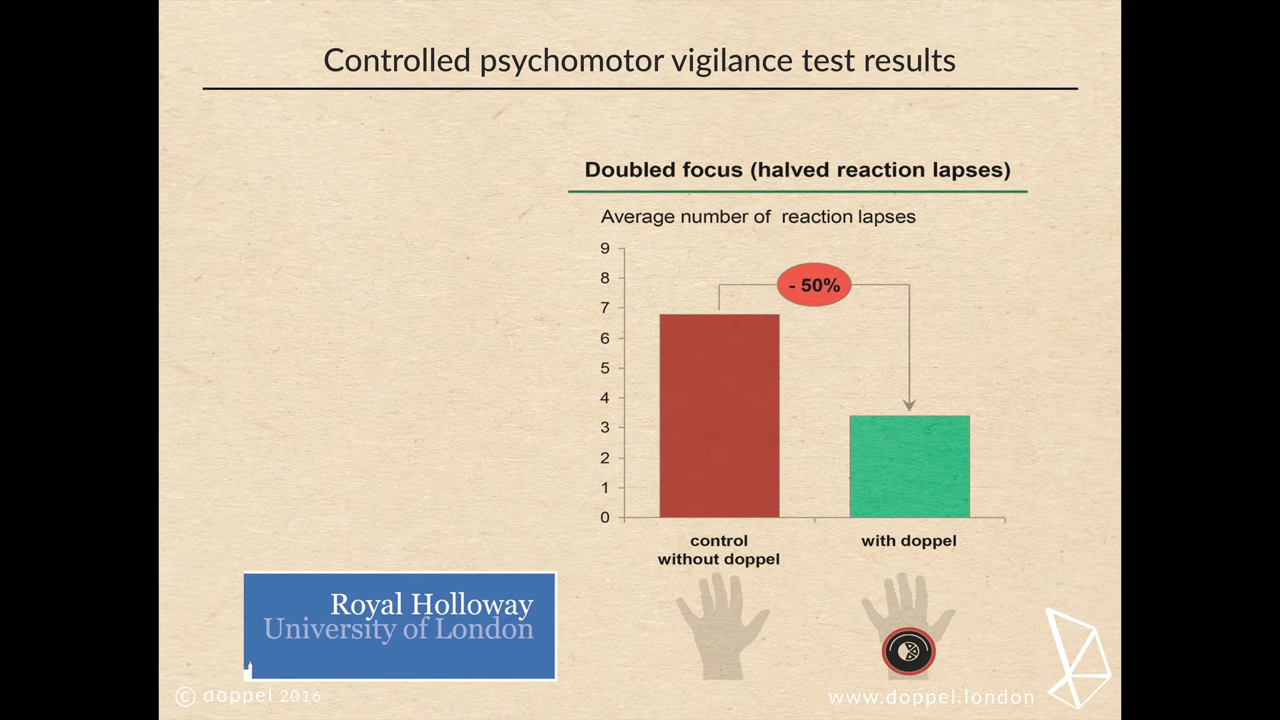 Controlled psychomotor vigilance test results
Doubled focus (halved reaction lapses)
Average number of reaction lapses
9
8
7
6
5
4
3
2
1
0
- 50%
control
without doppel
with doppel
Royal Holloway
University of London
© doppel 2016
www.doppel.london